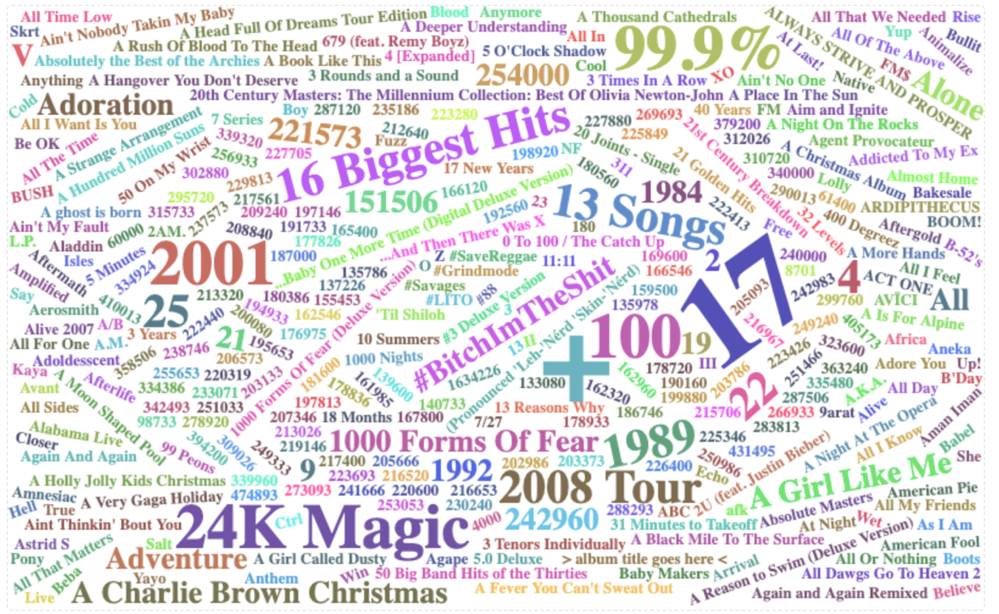 All Time Low
Ain't Nobody Takin My Baby
A Head Full Of Dreams Tour Edition
Blood
Anymore
A Thousand Cathedrals
ALWAYS STRIVE AND PROSPER
All That We Needed
Rise
Skrt
A Deeper Understanding
All In
99.9%
At Last!
All Of The Above
Yup
Animalize
Bullit
V
A Rush Of Blood To The Head
679 (feat. Remy Boyz)
5 O'Clock Shadow
Absolutely the Best of the Archies
A Book Like This
4 [Expanded]
254000
Cool
XO
FM$
Alone
Anything
A Hangover You Don't Deserve
3 Rounds and a Sound
3 Times In A Row
Ain't No One
Native
Cold
Adoration
20th Century Masters: The Millennium Collection: Best Of Olivia Newton-John
A Place In The Sun
Boy
287120
235186
223280
16 Biggest Hits
227880
269693
40 Years
FM
Aim and Ignite
All I Want Is You
A Strange Arrangement
7 Series
221573
212640
20 Joints - Single
225849
21st Century Breakdown
379200
A Night On The Rocks
Be OK
All The Time
A Hundred Million Suns
339320
Fuzz
312026
Agent Provocateur
50 On My Wrist
256933
227705
198920
NF
311
21 Golden Hits
310720
A Christmas Album
Addicted To My Ex
302880
229813
17 New Years
180560
340000
Lolly
Almost Home
BUSH
295720
217561
151506
166120
13 Songs
1984
290013
61400
Bakesale
A ghost is born
315733
237573
209240
197146
...Baby One More Time (Digital Deluxe Version)
192560
23
222413
32 Levels
400 Degreez
ARDIPITHECUS
Ain't My Fault
60000
2AM.
208840
191733
165400
...And Then There Was X
180
Free
Aftergold
BOOM!
L.P.
Aladdin
177826
0 To 100 / The Catch Up
B-52's
Aftermath
Isles
5 Minutes
2001
187000
Z
#SaveReggae
11:11
#BitchImTheShit
169600
2
17
240000
A More Hands
Amplified
334924
135786
O
#Grindmode
166546
8701
4
All I Feel
Say
213320
137226
#Savages
159500
205093
242983
ACT ONE
All
Aerosmith
410013
25
180386
155453
#LITO
#88
135978
299760
AVĪCI
194933
162546
'Til Shiloh
#3 Deluxe Version
3
216967
249240
405173
A Is For Alpine
Alive 2007
A/B
3 Years
222440
200080
176975
1000 Forms Of Fear (Deluxe Version)
100
19
All For One
A.M.
21
195653
10 Summers
13
II
+
223426
323600
Africa
Aneka
Adoldesscent
358506
238746
206573
1000 Nights
(Pronounced 'Leh-'Nérd 'Skin-'Nérd)
178720
III
251466
363240
Adore You
Up!
Kaya
A Moon Shaped Pool
Afterlife
255653
220319
203133
181600
161985
139600
1634226
133080
162320
162960
190160
203786
22
335480
A.K.A.
B'Day
Avant
334386
233071
178836
199880
287506
All Day
All Sides
342493
251033
197813
140733
13 Reasons Why
186746
215706
266933
9arat
Alive
A Night At The Opera
98733
278920
207346
18 Months
167800
7/27
178933
283813
Aman Iman
Alabama Live
213026
1000 Forms Of Fear
1989
225346
All I Know
Babel
Closer
99 Peons
394200
309026
249333
219146
431495
2U (feat. Justin Bieber)
She
Again And Again
217400
205666
1992
202986
203373
226400
250986
Echo
A Girl Like Me
A Holly Jolly Kids Christmas
339960
9
223693
216520
2008 Tour
American Pie
Amnesiac
A Very Gaga Holiday
474893
273093
241666
220600
216653
Absolute Masters
Hell
True
24K Magic
253053
230240
288293
ABC
afk
All My Friends
Aint Thinkin' Bout You
Ctrl
4000
242960
31 Minutes to Takeoff
At Night
Wet
As I Am
Astrid S
All That Matters
Salt
3 Tenors Individually
A Black Mile To The Surface
A Reason to Swim (Deluxe Version)
American Fool
Pony
Adventure
A Girl Called Dusty
Agape
5.0 Deluxe
> album title goes here <
All Or Nothing
Boots
Beba
Yayo
Anthem
Win
50 Big Band Hits of the Thirties
Baby Makers
Arrival
All Dawgs Go To Heaven 2
Live
A Charlie Brown Christmas
A Fever You Can't Sweat Out
Again and Again Remixed
Believe